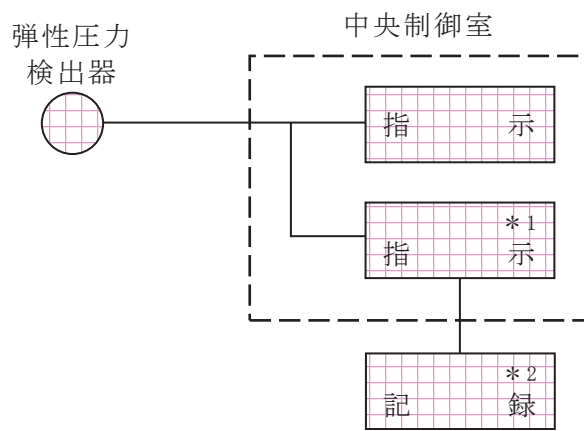 弾性圧力
検出器
中央制御室
指　示
＊1
指　示
＊2
記　録